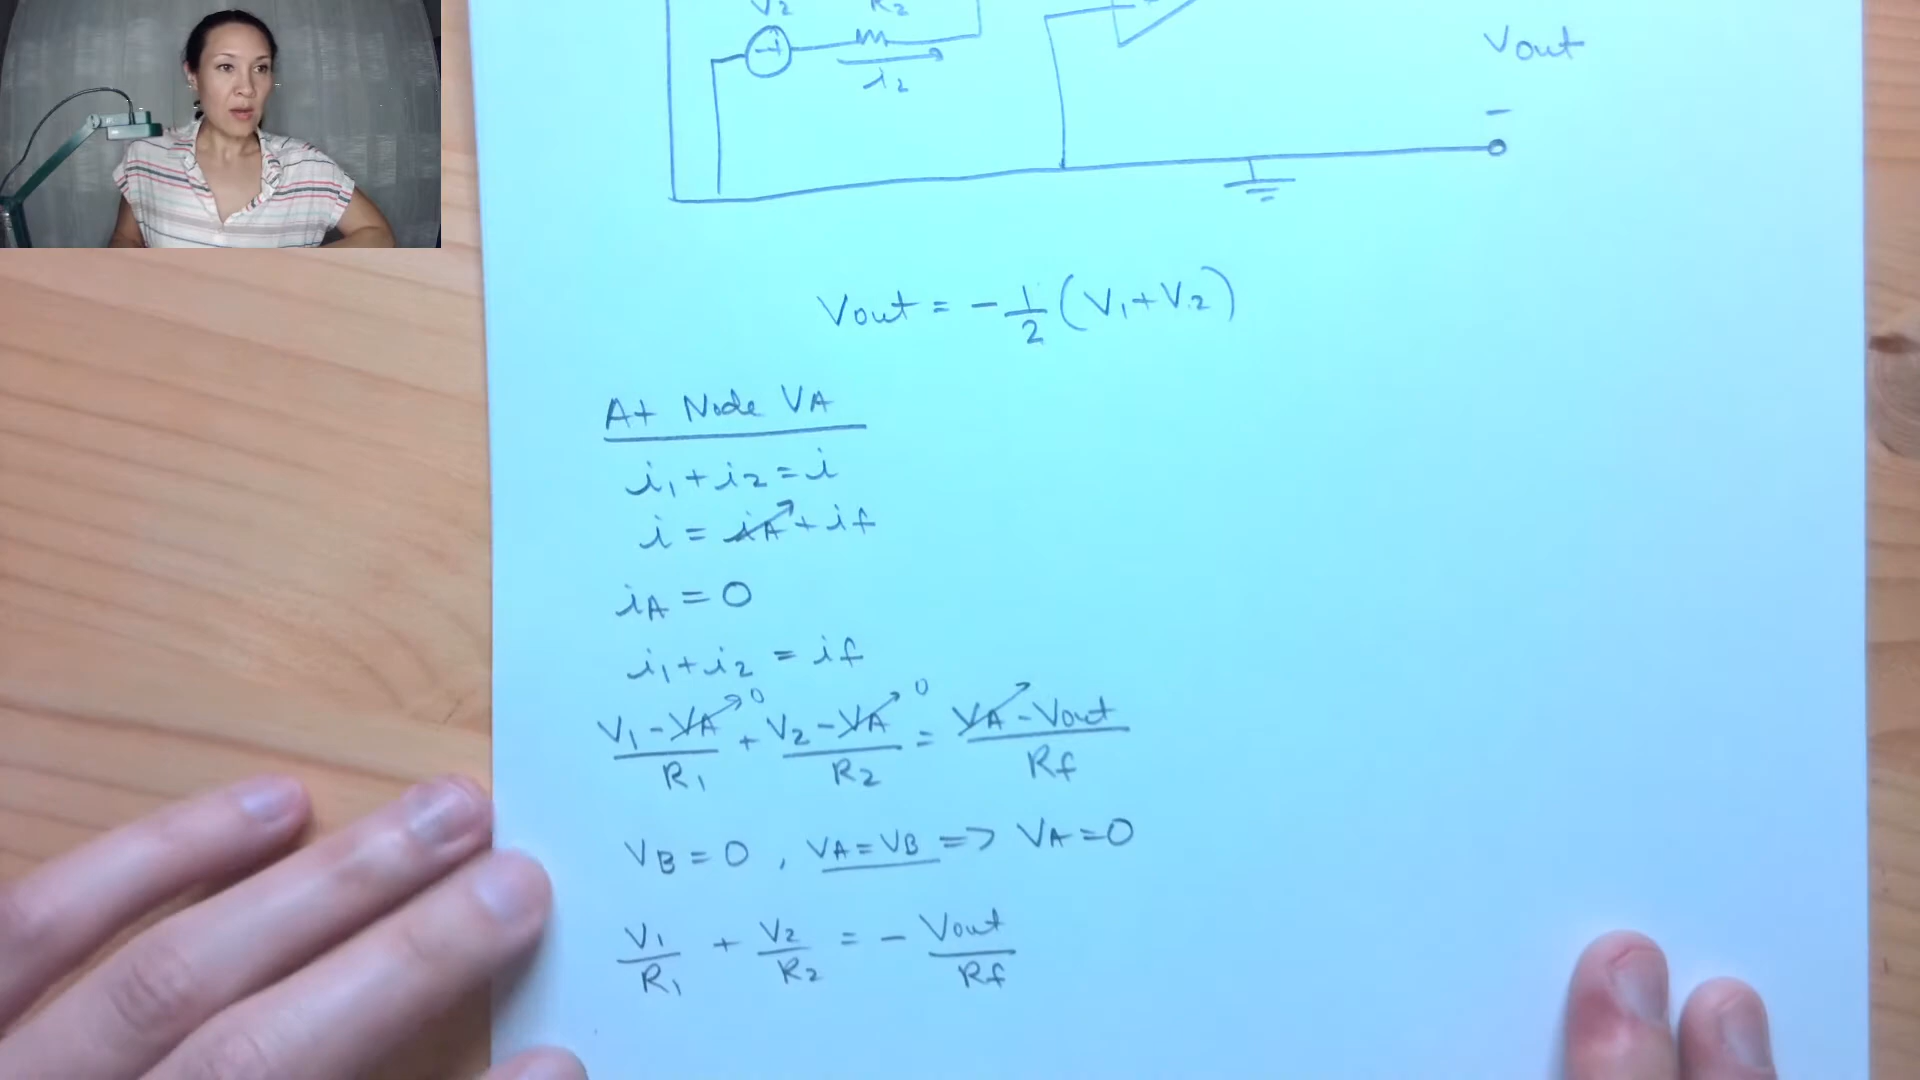 V2 R2
i2
Vout
-
Vout = - 1/2 (V1 + V2)
At Node VA
i1 + i2 = i
i = iA + if
iA = 0
i1 + i2 = if
(V1 - VA)/R1 + (V2 - VA)/R2 = (VA - Vout)/Rf
0 0
VB = 0 , VA = VB => VA = 0
V1/R1 + V2/R2 = - Vout/Rf